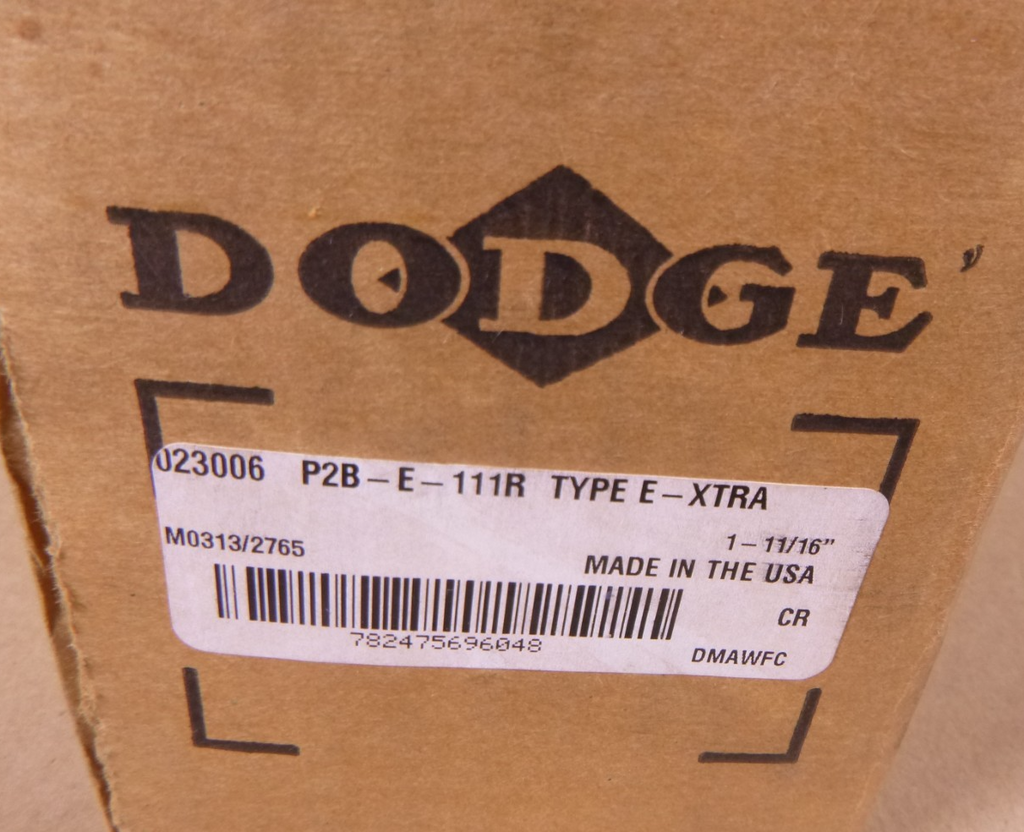 DODGE
023006 P2B-E-111R TYPE E-XTRA
M0313/2765
1-11/16"
MADE IN THE USA
CR
782475696048
DMAWFC